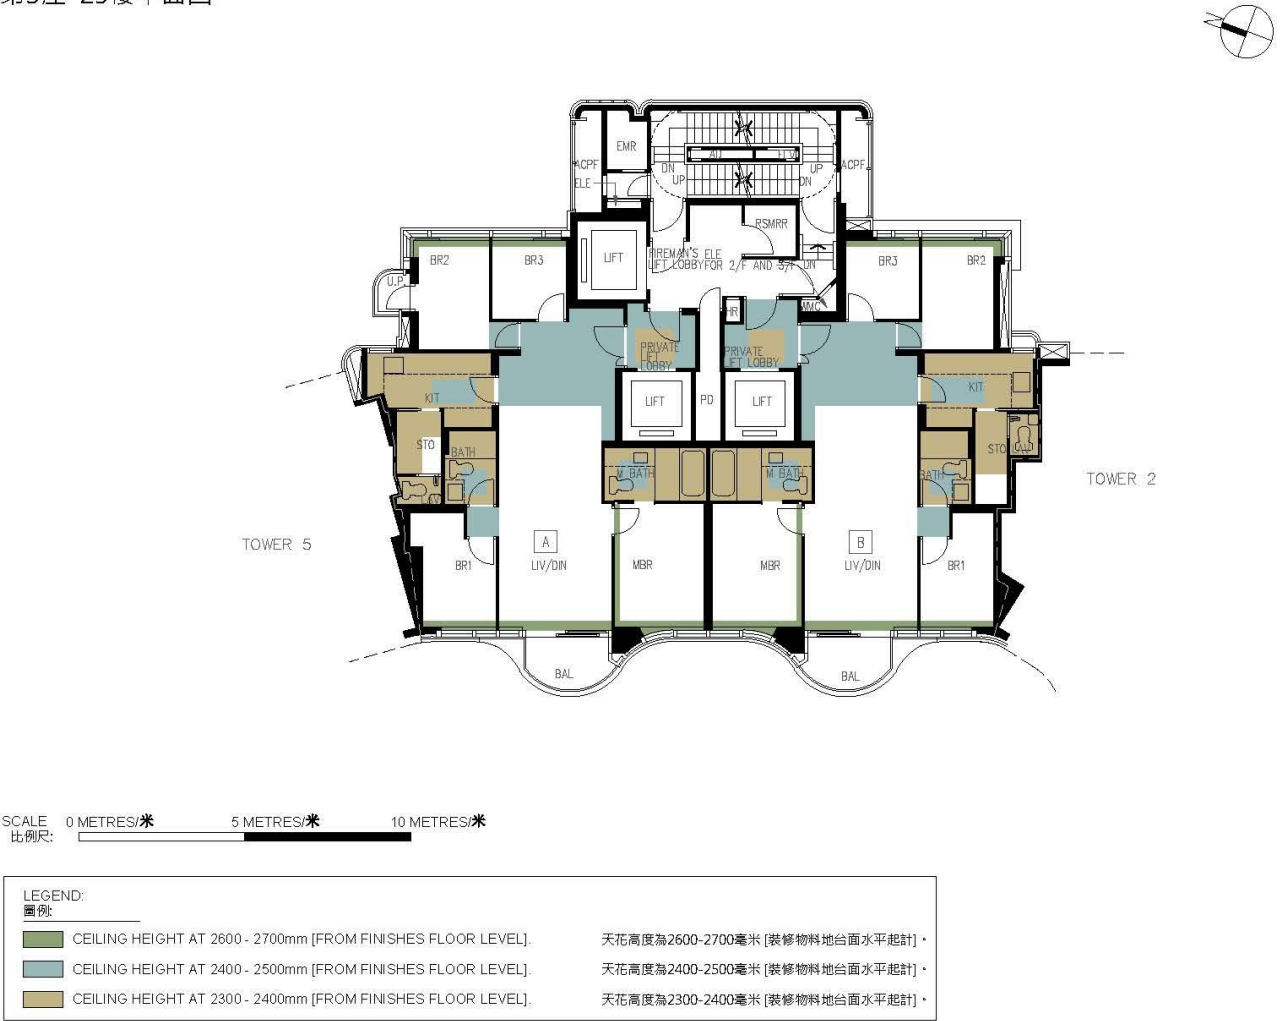 EMR
ACPF
ELE
DN
UP
UP
DN
ACPF
RSMRR
LIFT
FIREMAN'S
LIFT LOBBY
ELE
FOR 2/F AND 3/F
DN
BR2
BR3
BR3
BR2
U.P.
HR
MMC
PRIVATE
LIFT
LOBBY
PRIVATE
LIFT LOBBY
KIT
LIFT
PD
LIFT
KIT
STO
BATH
M BATH
M BATH
BATH
STO
LAV
LAV
TOWER 2
TOWER 5
A
B
BR1
LIV/DIN
MBR
MBR
LIV/DIN
BR1
BAL
BAL
SCALE 0 METRES/米 5 METRES/米 10 METRES/米
比例尺:
LEGEND:
圖例:
CEILING HEIGHT AT 2600 - 2700mm [FROM FINISHES FLOOR LEVEL]. 天花高度為2600-2700毫米 [裝修物料地台面水平起計]。
CEILING HEIGHT AT 2400 - 2500mm [FROM FINISHES FLOOR LEVEL]. 天花高度為2400-2500毫米 [裝修物料地台面水平起計]。
CEILING HEIGHT AT 2300 - 2400mm [FROM FINISHES FLOOR LEVEL]. 天花高度為2300-2400毫米 [裝修物料地台面水平起計]。